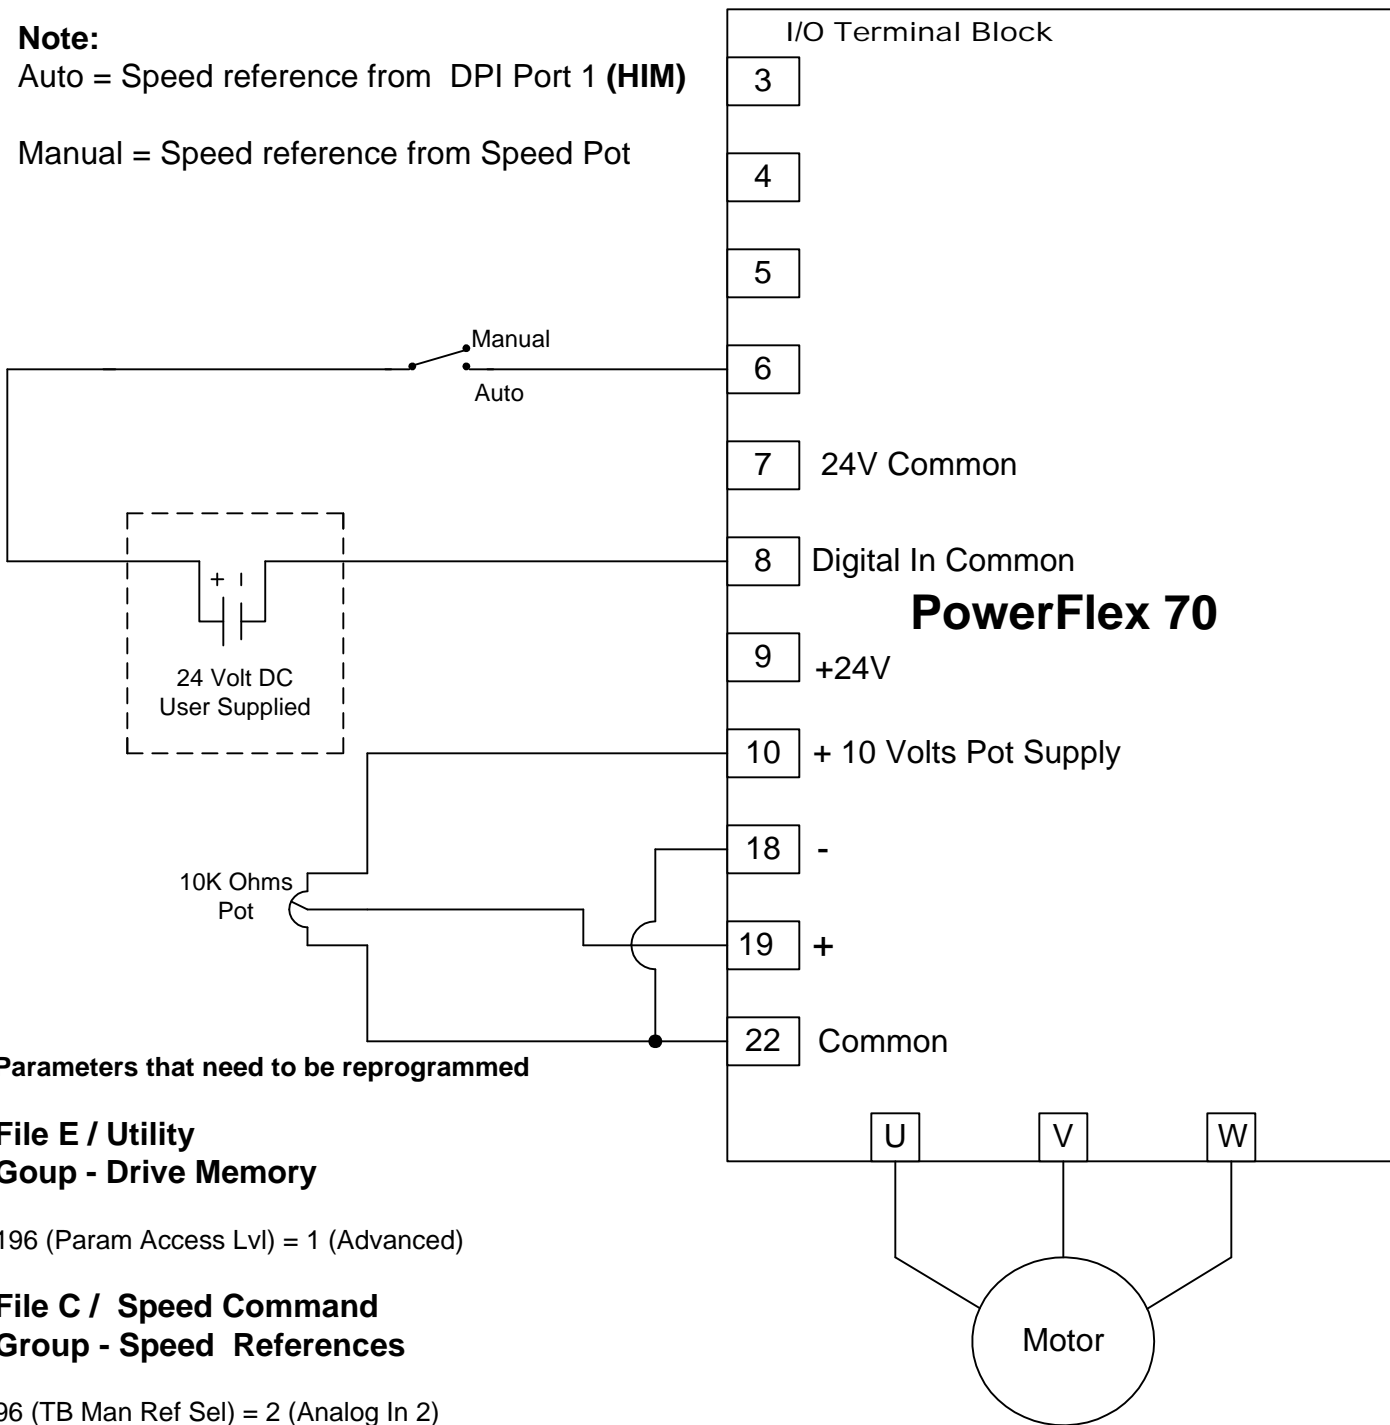 Note:
Auto = Speed reference from DPI Port 1 (HIM)
Manual = Speed reference from Speed Pot
I/O Terminal Block
3
4
5
Manual
Auto
6
7 24V Common
8 Digital In Common
PowerFlex 70
+ -
24 Volt DC
User Supplied
9 +24V
10 + 10 Volts Pot Supply
18 -
10K Ohms
Pot
19 +
22 Common
Parameters that need to be reprogrammed
File E / Utility
Goup - Drive Memory
196 (Param Access Lvl) = 1 (Advanced)
File C / Speed Command
Group - Speed References
96 (TB Man Ref Sel) = 2 (Analog In 2)
U V W
Motor